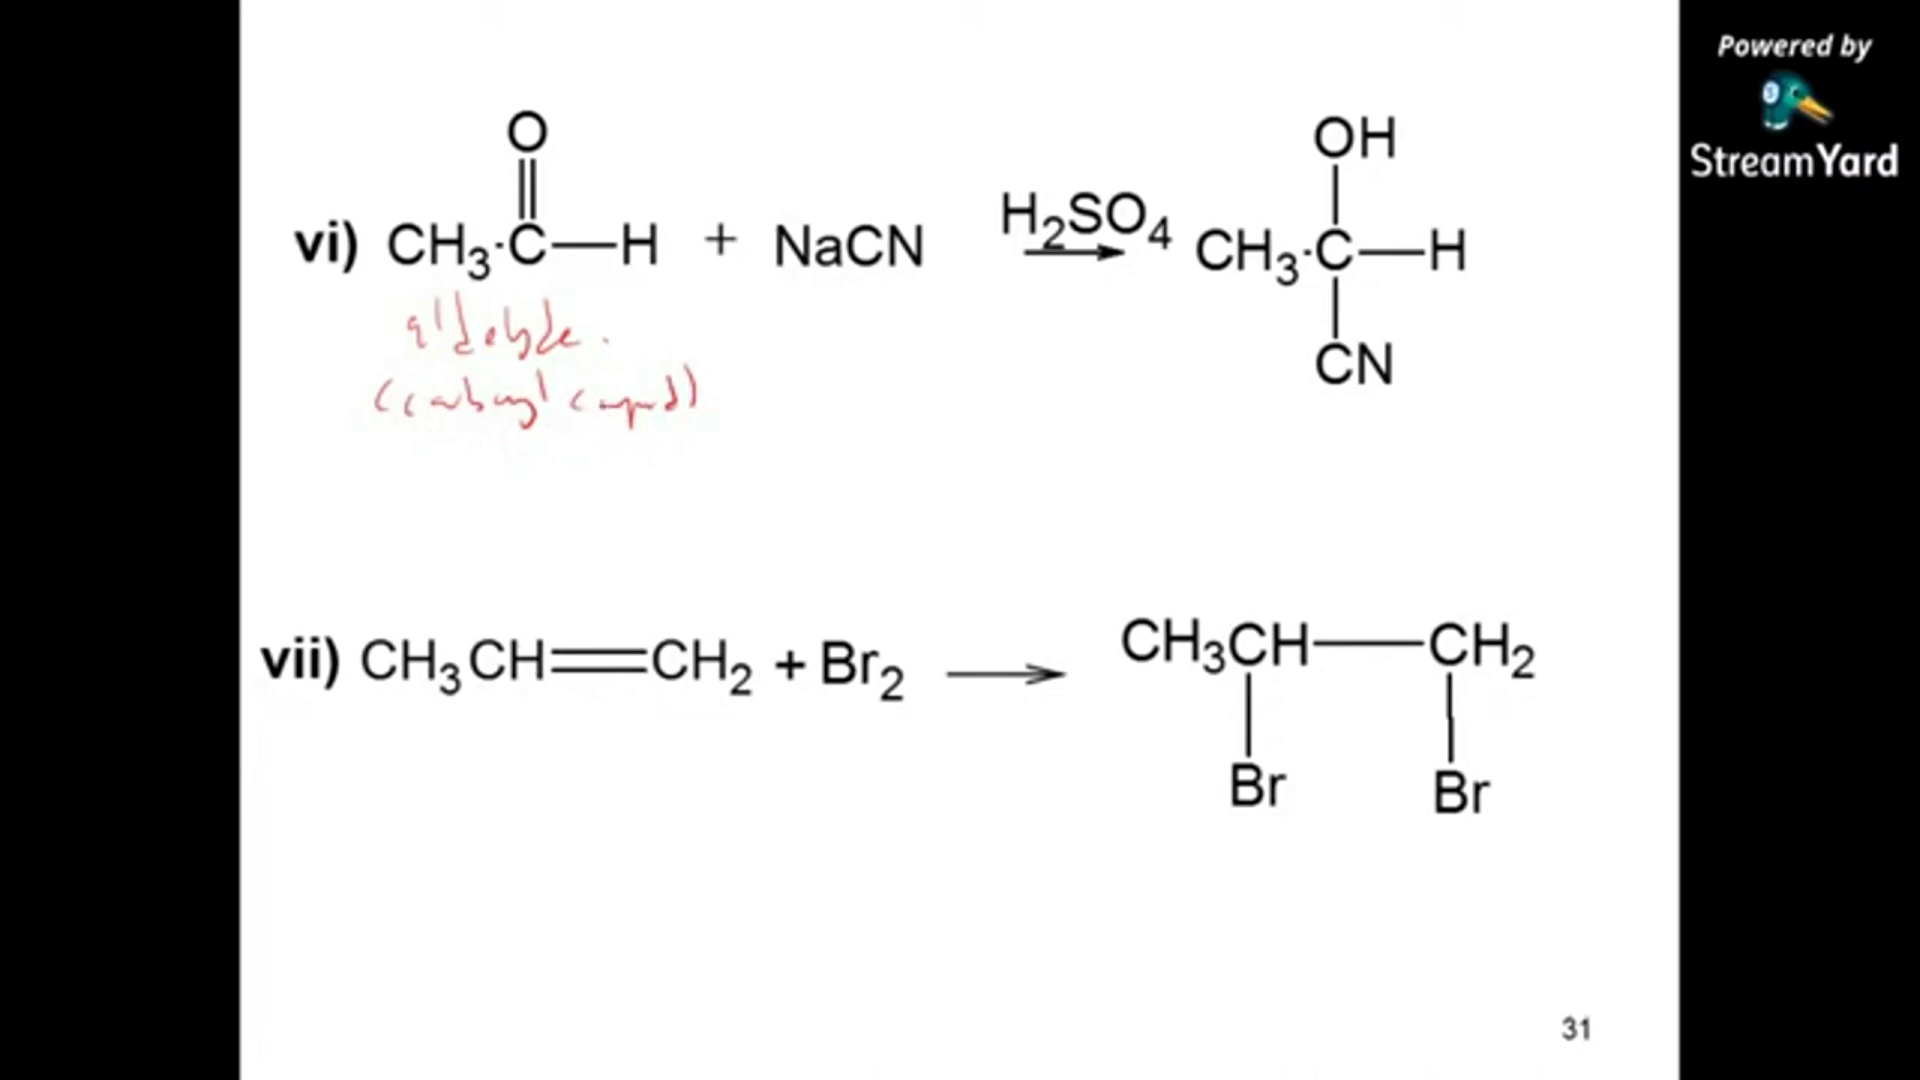 Powered by
StreamYard
O
vi) CH₃·C—H + NaCN
H₂SO₄
OH
CH₃·C—H
CN
aldehyde.
(carbonyl
vii) CH₃CH=CH₂ + Br₂
CH₃CH—CH₂
Br Br
31